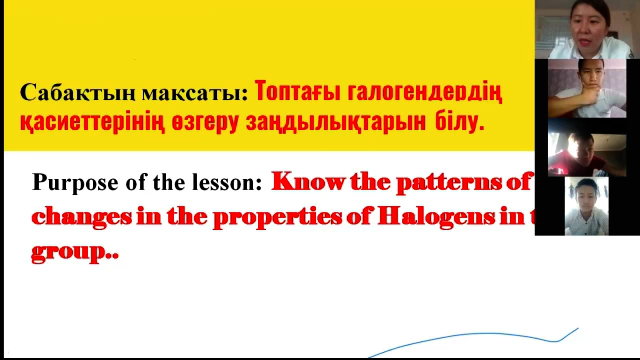 Сабақтын мақсаты: Топтағы галогендердің
қасиеттерінің өзгеру заңдылықтарын білу.
Purpose of the lesson: Know the patterns of
changes in the properties of Halogens in
group..